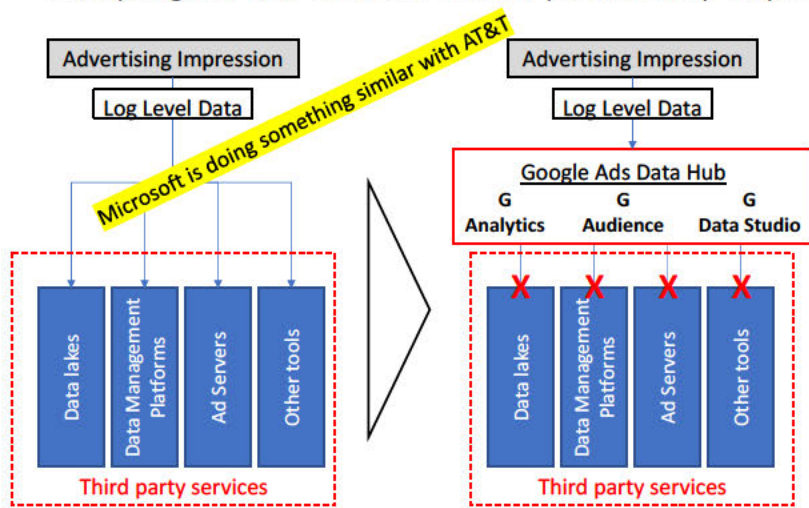 Advertising Impression
Log Level Data
Microsoft is doing something similar with AT&T
Data lakes
Data Management
Platforms
Ad Servers
Other tools
Third party services
Advertising Impression
Log Level Data
Google Ads Data Hub
G
Analytics
G
Audience
G
Data Studio
X
X
X
X
Data lakes
Data Management
Platforms
Ad Servers
Other tools
Third party services